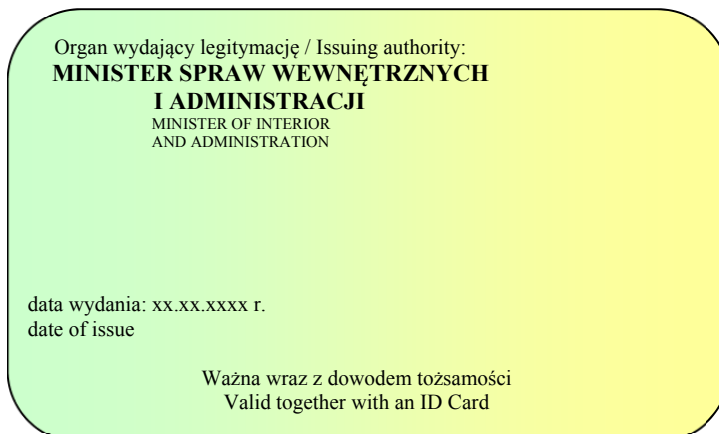 Organ wydający legitymację / Issuing authority:
MINISTER SPRAW WEWNĘTRZNYCH
I ADMINISTRACJI
MINISTER OF INTERIOR
AND ADMINISTRATION
data wydania: xx.xx.xxxx r.
date of issue
Ważna wraz z dowodem tożsamości
Valid together with an ID Card